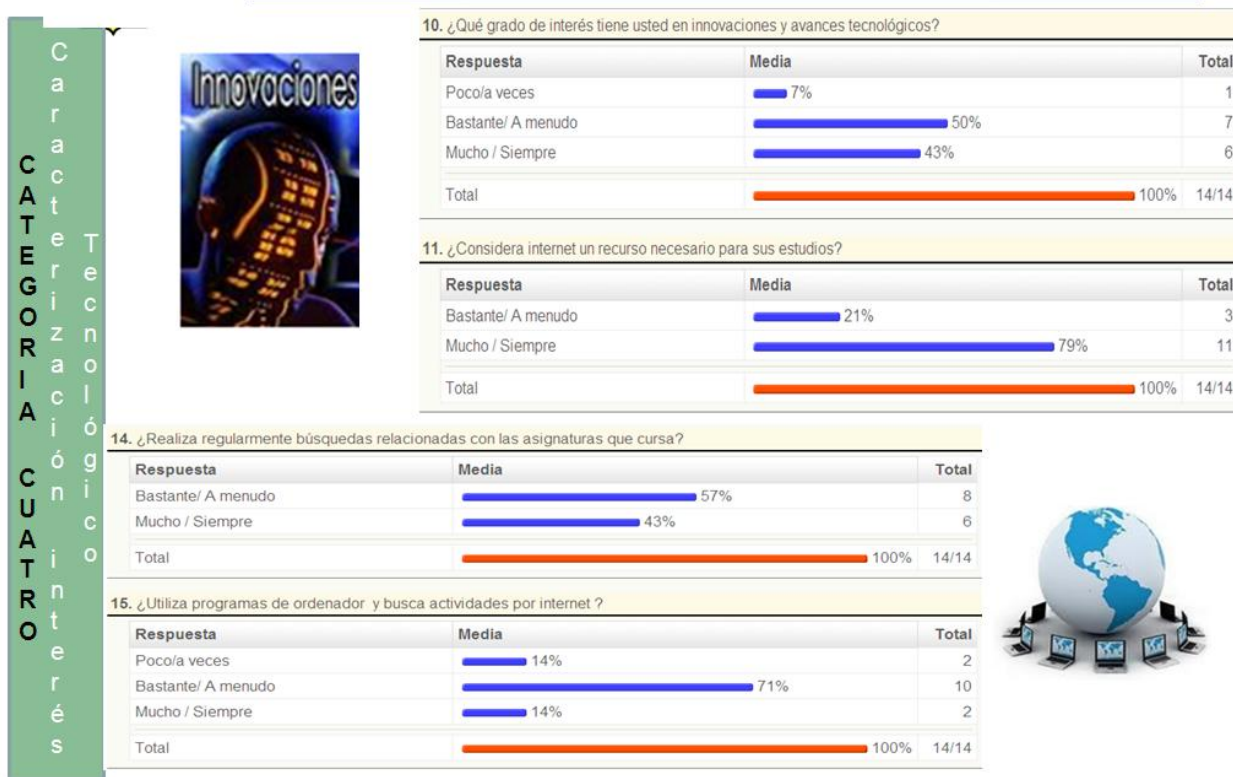 CATEGORIA CUATRO
Caracterización interés
Tecnológico
Innovaciones
10. ¿Qué grado de interés tiene usted en innovaciones y avances tecnológicos?
Respuesta Media Total
Poco/a veces 7% 1
Bastante/ A menudo 50% 7
Mucho / Siempre 43% 6
Total 100% 14/14
11. ¿Considera internet un recurso necesario para sus estudios?
Respuesta Media Total
Bastante/ A menudo 21% 3
Mucho / Siempre 79% 11
Total 100% 14/14
14. ¿Realiza regularmente búsquedas relacionadas con las asignaturas que cursa?
Respuesta Media Total
Bastante/ A menudo 57% 8
Mucho / Siempre 43% 6
Total 100% 14/14
15. ¿Utiliza programas de ordenador y busca actividades por internet ?
Respuesta Media Total
Poco/a veces 14% 2
Bastante/ A menudo 71% 10
Mucho / Siempre 14% 2
Total 100% 14/14